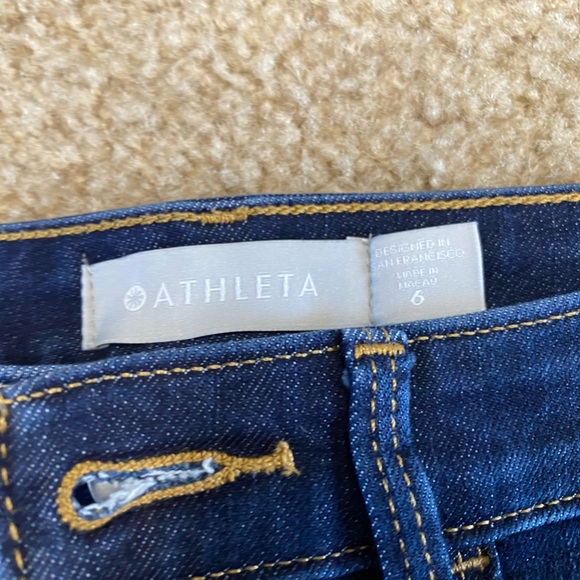 ATHLETA
DESIGNED IN
SAN FRANCISCO
MADE IN
MACAU
6